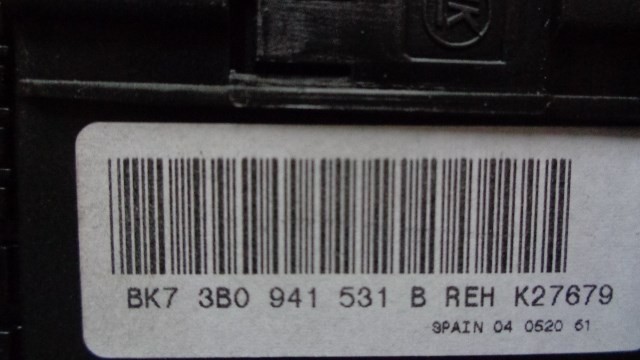 K
BK7 3B0 941 531 B REH K27679
SPAIN 04 0520 61